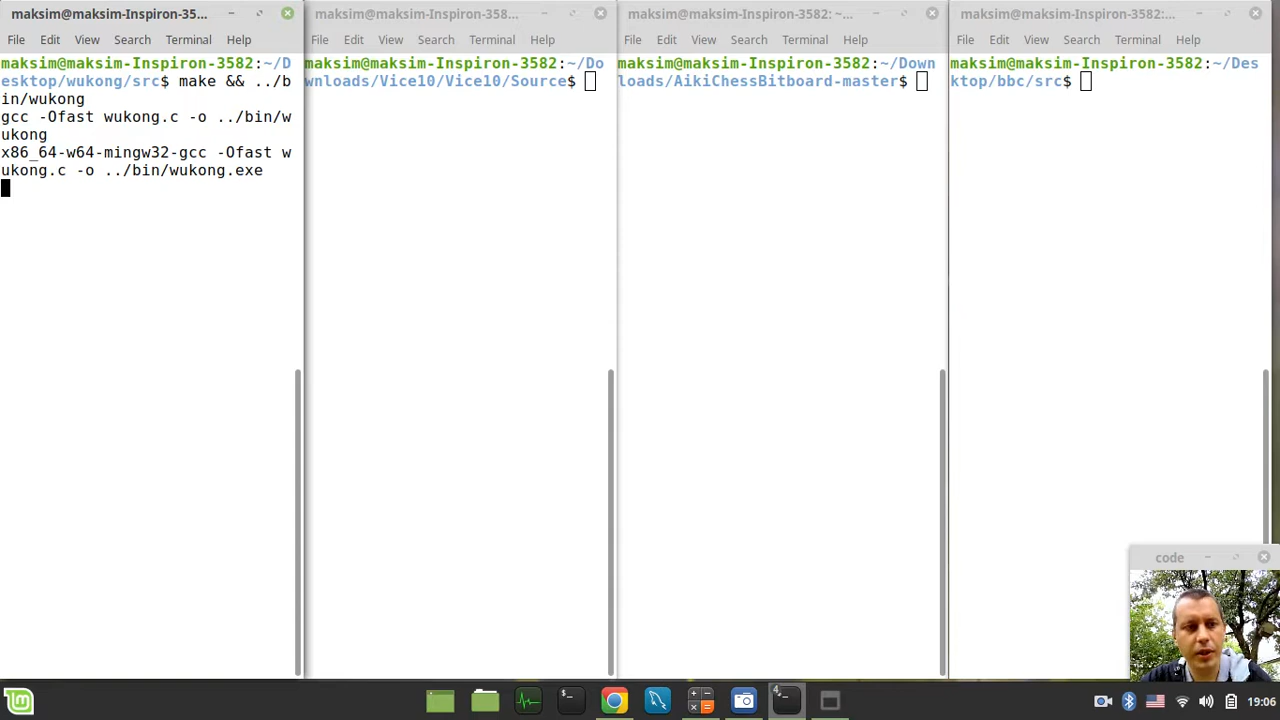 maksim@maksim-Inspiron-35...
File Edit View Search Terminal Help
maksim@maksim-Inspiron-3582:~/D
esktop/wukong/src$ make && ../b
in/wukong
gcc -Ofast wukong.c -o ../bin/w
ukong
x86_64-w64-mingw32-gcc -Ofast w
ukong.c -o ../bin/wukong.exe
maksim@maksim-Inspiron-358...
File Edit View Search Terminal Help
maksim@maksim-Inspiron-3582:~/Do
wnloads/Vice10/Vice10/Source$
maksim@maksim-Inspiron-3582: ~...
File Edit View Search Terminal Help
maksim@maksim-Inspiron-3582:~/Down
loads/AikiChessBitboard-master$
maksim@maksim-Inspiron-3582:...
File Edit View Search Terminal Help
maksim@maksim-Inspiron-3582:~/Des
ktop/bbc/src$
code
4
19:06